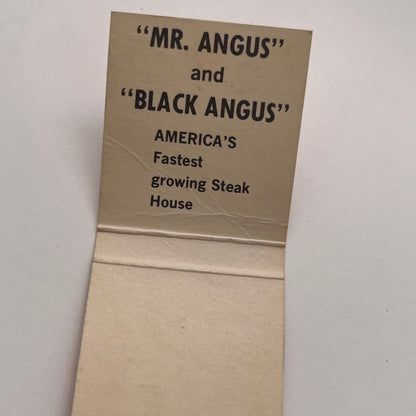 “MR. ANGUS”
and
“BLACK ANGUS”
AMERICA'S
Fastest
growing Steak
House